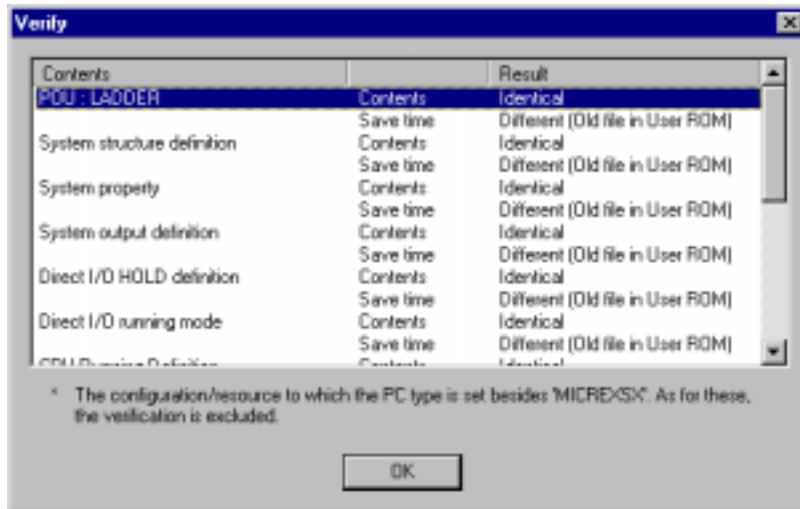 Verify
Contents Result
POU : LADDER Contents Identical
Save time Different (Old file in User ROM)
System structure definition Contents Identical
Save time Different (Old file in User ROM)
System property Contents Identical
Save time Different (Old file in User ROM)
System output definition Contents Identical
Save time Different (Old file in User ROM)
Direct I/O HOLD definition Contents Identical
Save time Different (Old file in User ROM)
Direct I/O running mode Contents Identical
Save time Different (Old file in User ROM)
CPU Running Definition Contents Identical
* The configuration/resource to which the PC type is set besides 'MICREXSX'. As for these,
the verification is excluded.
OK